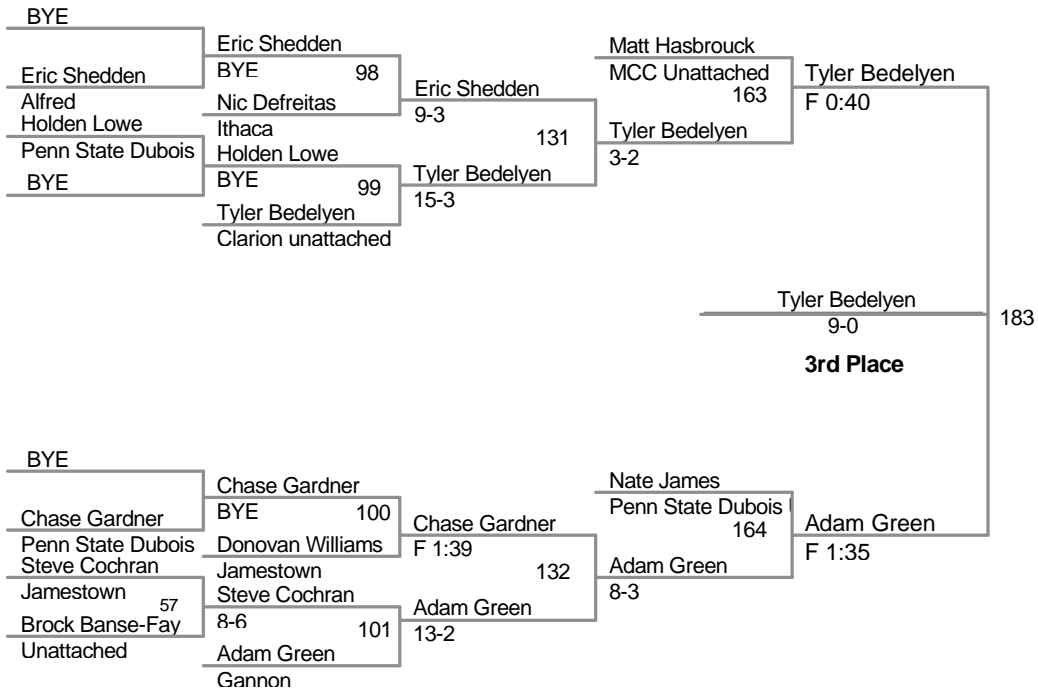 BYE
Eric Shedden
Alfred
Holden Lowe
Penn State Dubois
BYE
Eric Shedden
BYE
98
Nic Defreitas
Ithaca
Holden Lowe
BYE
99
Tyler Bedelyen
Clarion unattached
Eric Shedden
9-3
131
Tyler Bedelyen
15-3
Matt Hasbrouck
MCC Unattached
163
Tyler Bedelyen
3-2
Tyler Bedelyen
F 0:40
Tyler Bedelyen
9-0
183
3rd Place
BYE
Chase Gardner
Penn State Dubois
Steve Cochran
Jamestown
57
Brock Banse-Fay
Unattached
Chase Gardner
BYE
100
Donovan Williams
Jamestown
Steve Cochran
8-6
101
Adam Green
Gannon
Chase Gardner
F 1:39
132
Adam Green
13-2
Nate James
Penn State Dubois
164
Adam Green
8-3
Adam Green
F 1:35